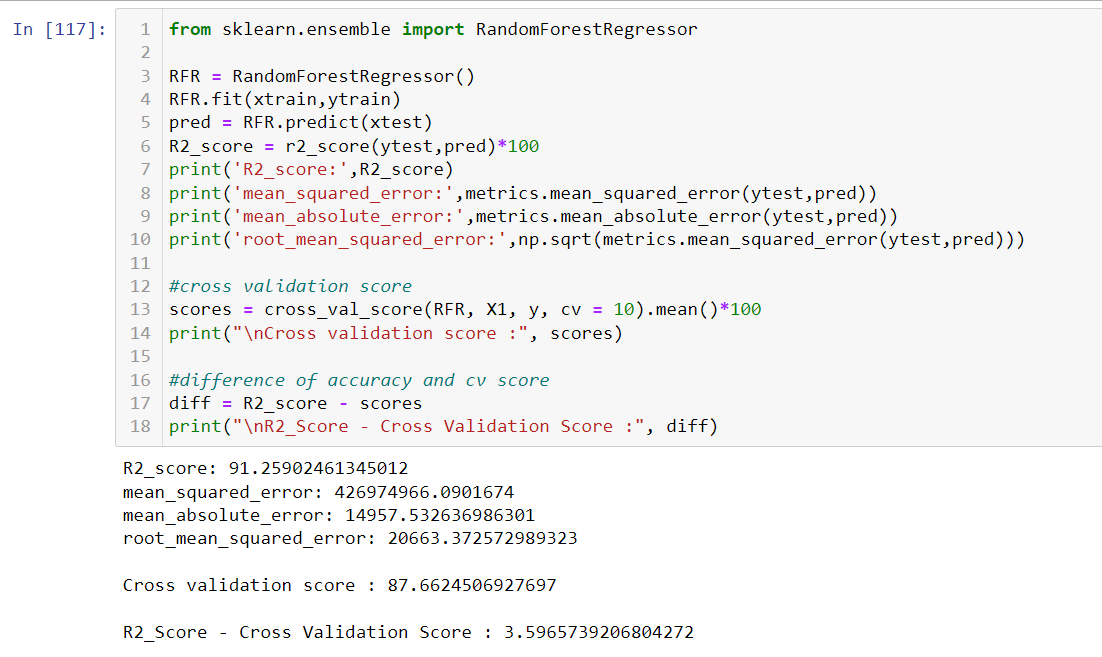 In [117]:
1 from sklearn.ensemble import RandomForestRegressor
2
3 RFR = RandomForestRegressor()
4 RFR.fit(xtrain,ytrain)
5 pred = RFR.predict(xtest)
6 R2_score = r2_score(ytest,pred)*100
7 print('R2_score:',R2_score)
8 print('mean_squared_error:',metrics.mean_squared_error(ytest,pred))
9 print('mean_absolute_error:',metrics.mean_absolute_error(ytest,pred))
10 print('root_mean_squared_error:',np.sqrt(metrics.mean_squared_error(ytest,pred)))
11
12 #cross validation score
13 scores = cross_val_score(RFR, X1, y, cv = 10).mean()*100
14 print("\nCross validation score :", scores)
15
16 #difference of accuracy and cv score
17 diff = R2_score - scores
18 print("\nR2_Score - Cross Validation Score :", diff)
R2_score: 91.25902461345012
mean_squared_error: 426974966.0901674
mean_absolute_error: 14957.532636986301
root_mean_squared_error: 20663.372572989323
Cross validation score : 87.6624506927697
R2_Score - Cross Validation Score : 3.5965739206804272